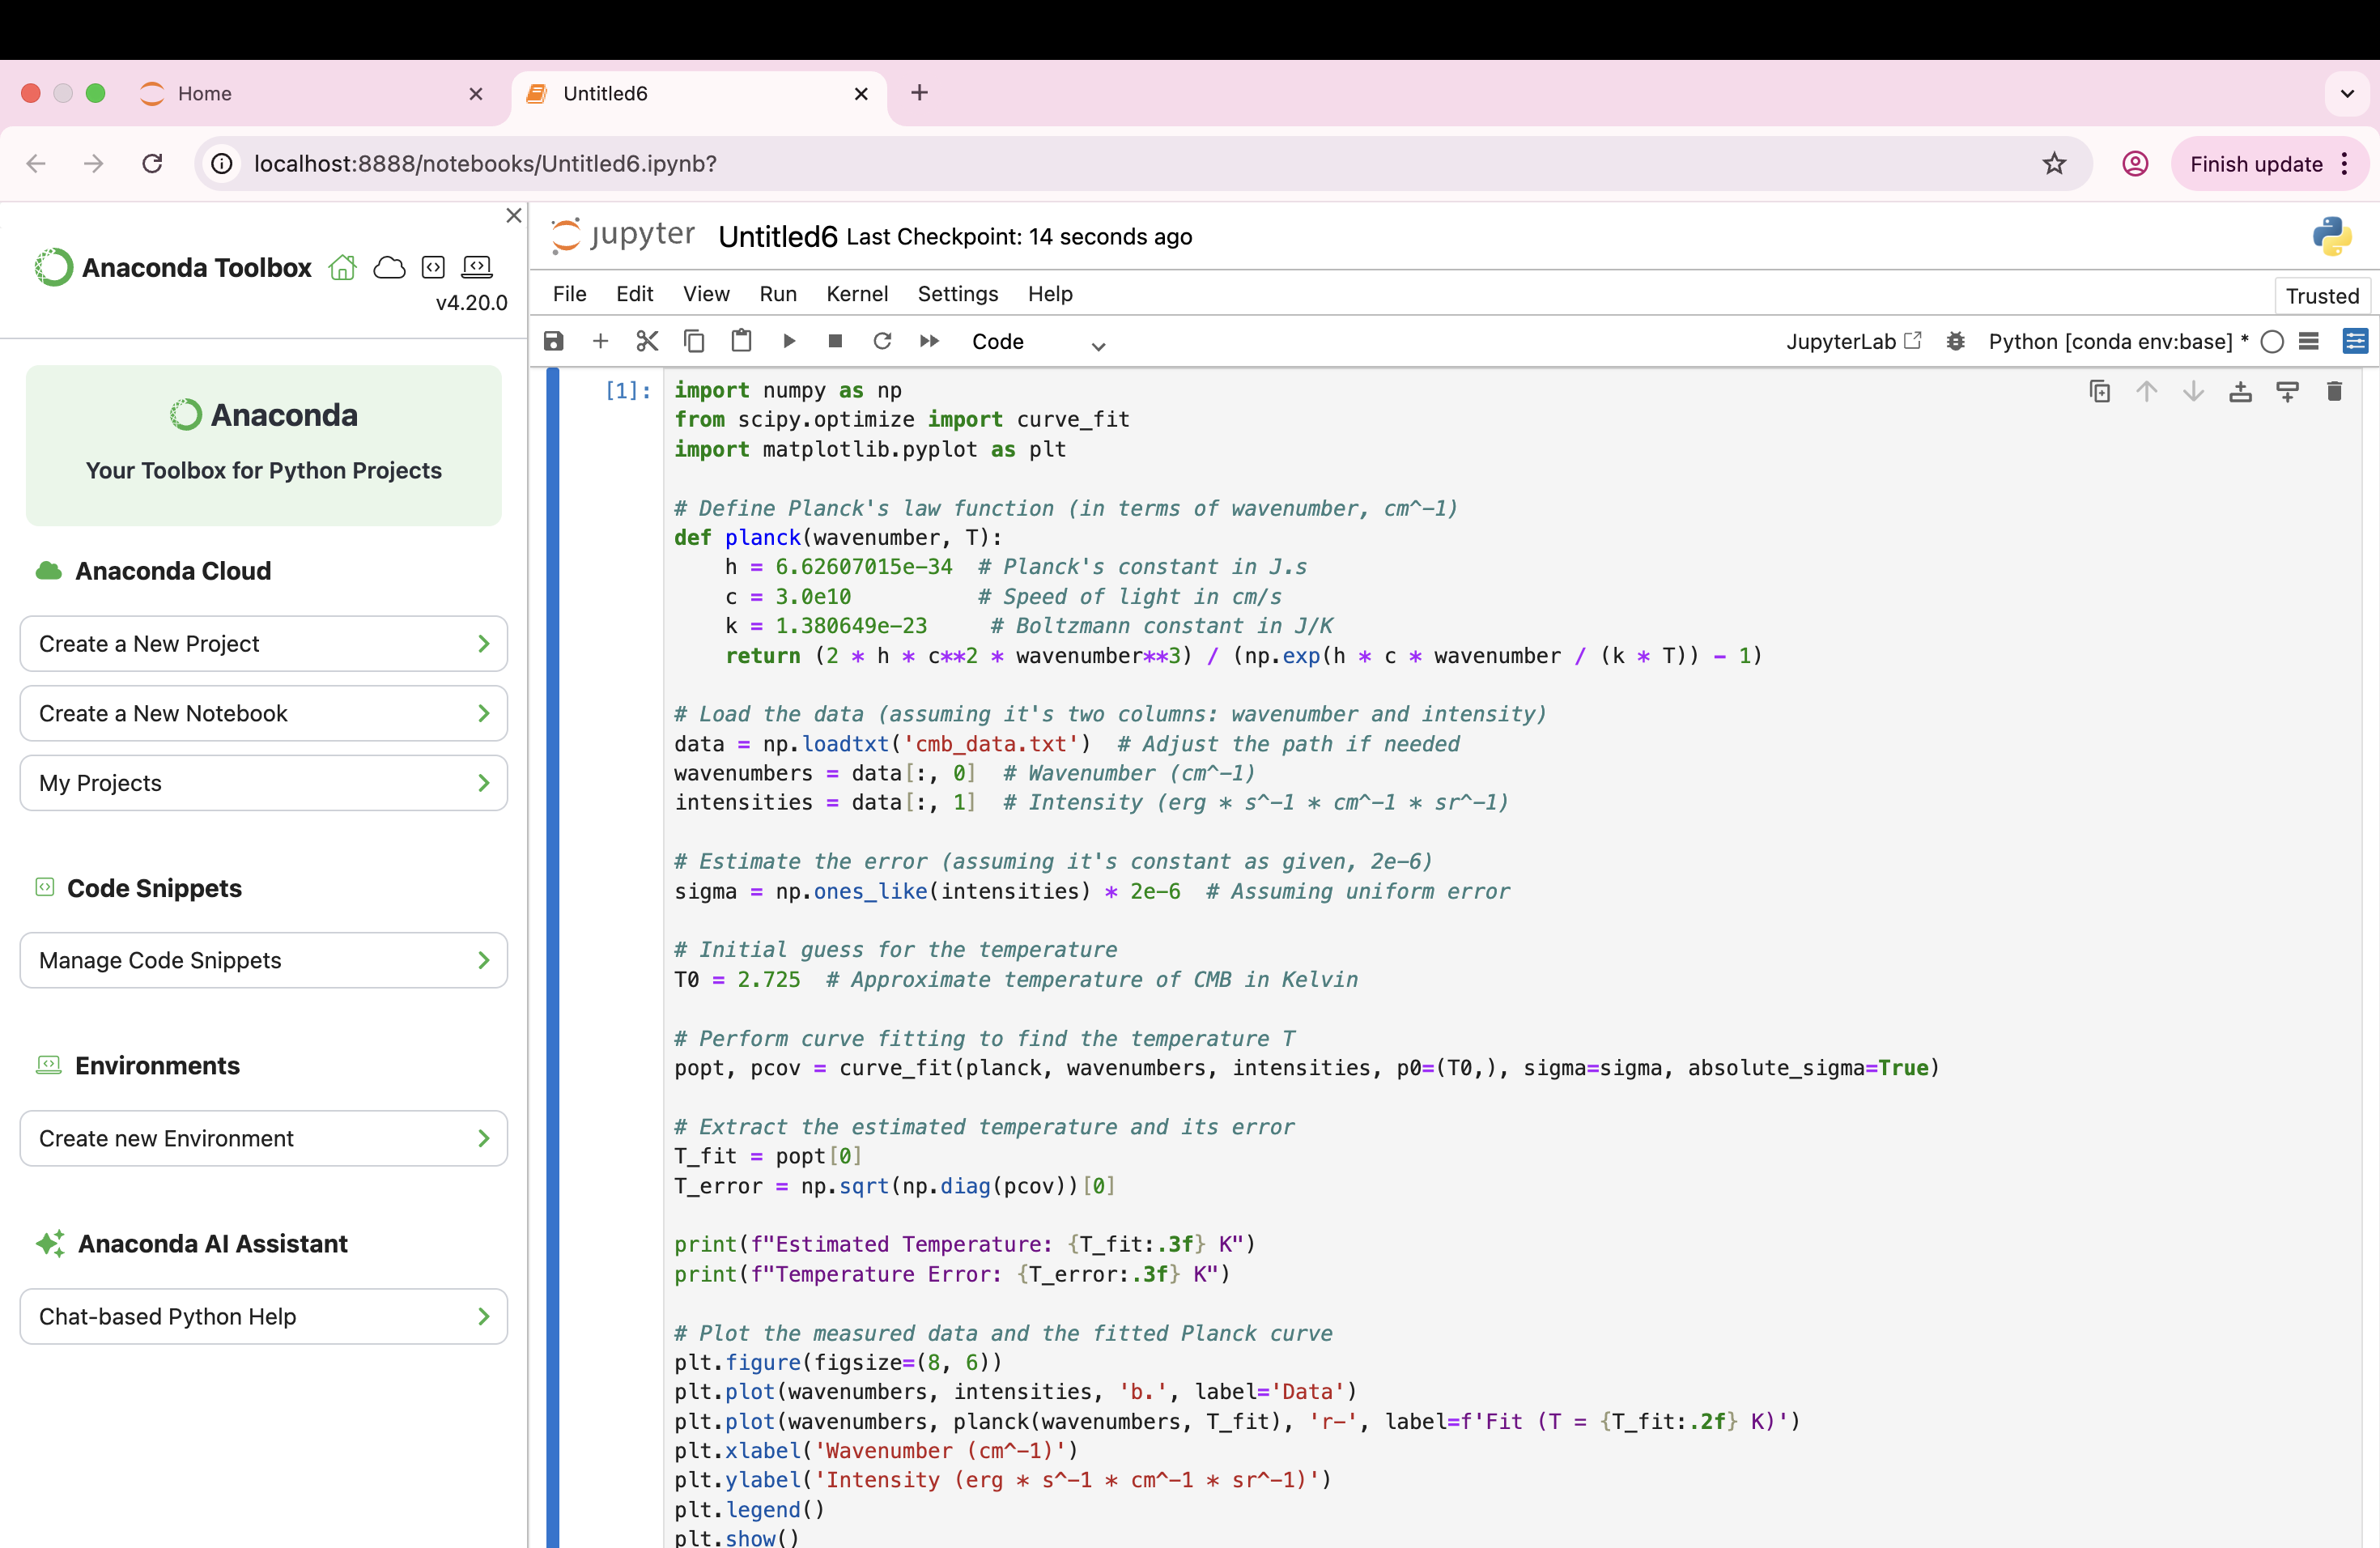 Home
Untitled6
localhost:8888/notebooks/Untitled6.ipynb?
Finish update
Anaconda Toolbox
v4.20.0
Anaconda
Your Toolbox for Python Projects
Anaconda Cloud
Create a New Project
Create a New Notebook
My Projects
Code Snippets
Manage Code Snippets
Environments
Create new Environment
Anaconda AI Assistant
Chat-based Python Help
jupyter Untitled6 Last Checkpoint: 14 seconds ago
File Edit View Run Kernel Settings Help
Trusted
Code
JupyterLab
Python [conda env:base] *
[1]:
import numpy as np
from scipy.optimize import curve_fit
import matplotlib.pyplot as plt
# Define Planck's law function (in terms of wavenumber, cm^-1)
def planck(wavenumber, T):
    h = 6.62607015e-34  # Planck's constant in J.s
    c = 3.0e10          # Speed of light in cm/s
    k = 1.380649e-23     # Boltzmann constant in J/K
    return (2 * h * c**2 * wavenumber**3) / (np.exp(h * c * wavenumber / (k * T)) - 1)
# Load the data (assuming it's two columns: wavenumber and intensity)
data = np.loadtxt('cmb_data.txt')  # Adjust the path if needed
wavenumbers = data[:, 0]  # Wavenumber (cm^-1)
intensities = data[:, 1]  # Intensity (erg * s^-1 * cm^-1 * sr^-1)
# Estimate the error (assuming it's constant as given, 2e-6)
sigma = np.ones_like(intensities) * 2e-6  # Assuming uniform error
# Initial guess for the temperature
T0 = 2.725  # Approximate temperature of CMB in Kelvin
# Perform curve fitting to find the temperature T
popt, pcov = curve_fit(planck, wavenumbers, intensities, p0=(T0,), sigma=sigma, absolute_sigma=True)
# Extract the estimated temperature and its error
T_fit = popt[0]
T_error = np.sqrt(np.diag(pcov))[0]
print(f"Estimated Temperature: {T_fit:.3f} K")
print(f"Temperature Error: {T_error:.3f} K")
# Plot the measured data and the fitted Planck curve
plt.figure(figsize=(8, 6))
plt.plot(wavenumbers, intensities, 'b.', label='Data')
plt.plot(wavenumbers, planck(wavenumbers, T_fit), 'r-', label=f'Fit (T = {T_fit:.2f} K)')
plt.xlabel('Wavenumber (cm^-1)')
plt.ylabel('Intensity (erg * s^-1 * cm^-1 * sr^-1)')
plt.legend()
plt.show()